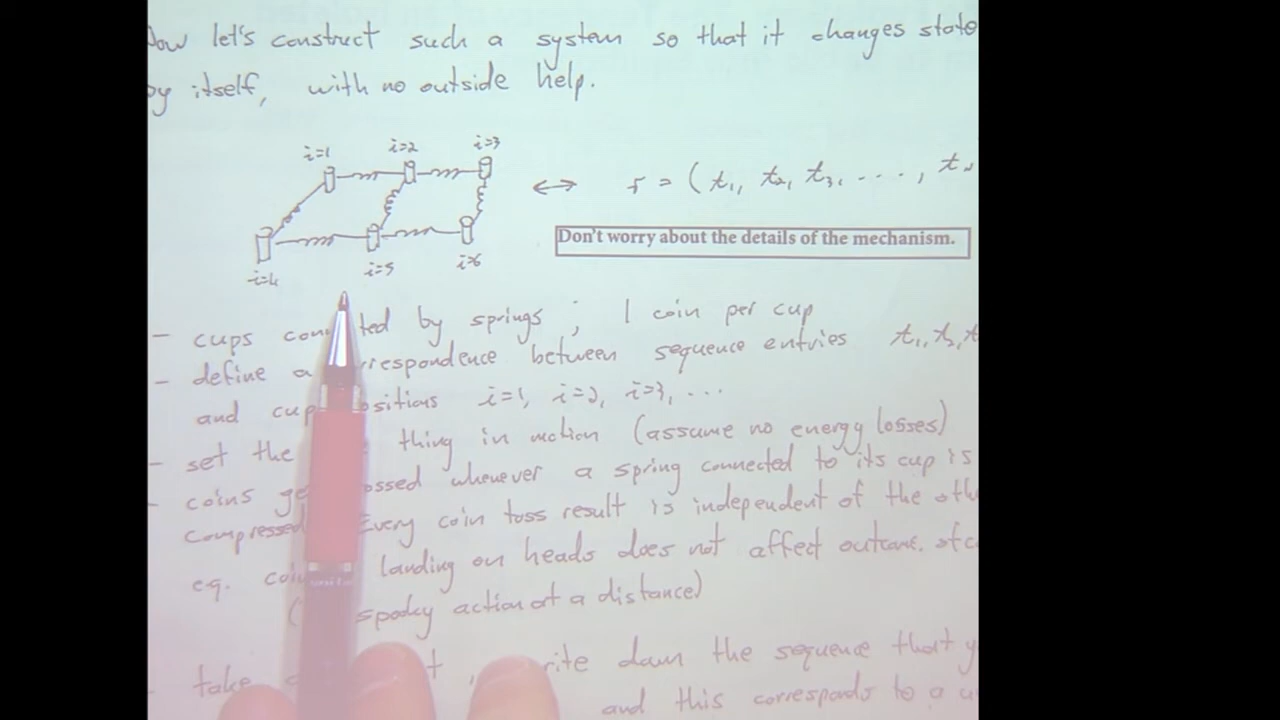 let's construct such a system so that it changes state
by itself, with no outside help.
i=1 i=2 i=3
↔ r = (t₁, t₂, t₃, ...., t
Don't worry about the details of the mechanism.
i=4 i=5 i=6
- cups connected by springs ; 1 coin per cup
- define a correspondence between sequence entries t₁, t₂, t
and cup positions i=1, i=2, i=3, ...
- set the thing in motion (assume no energy losses)
- coins get tossed whenever a spring connected to its cup is
compressed. Every coin toss result is independent of the oth
eg. landing on heads does not affect outcome. of c
( spooky action at a distance)
- take write down the sequence that y
and this corresponds to a